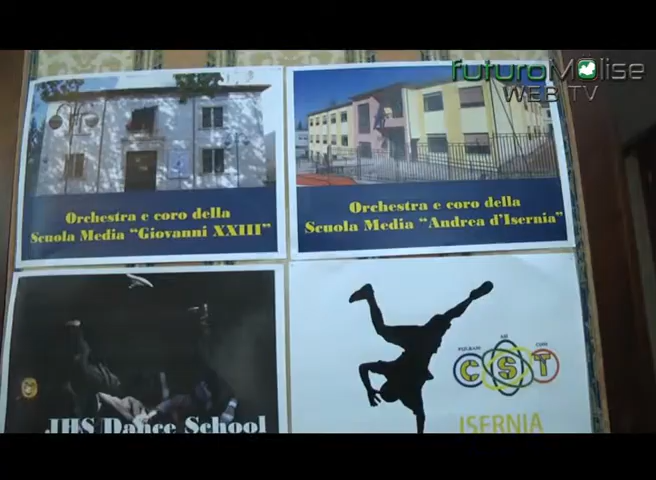 futuroMolise
WEB TV
Orchestra e coro della
Scuola Media "Giovanni XXIII"
Orchestra e coro della
Scuola Media "Andrea d'Isernia"
JHS Dance School
C S T
ISERNIA